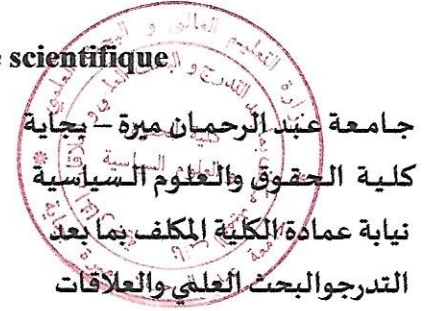 scientifique
جامعة عبد الرحمان ميرة – بجاية
كلية الحقوق والعلوم السياسية
نيابة عمادة الكلية المكلف بما بعد
التدرج والبحث العلمي والعلاقات